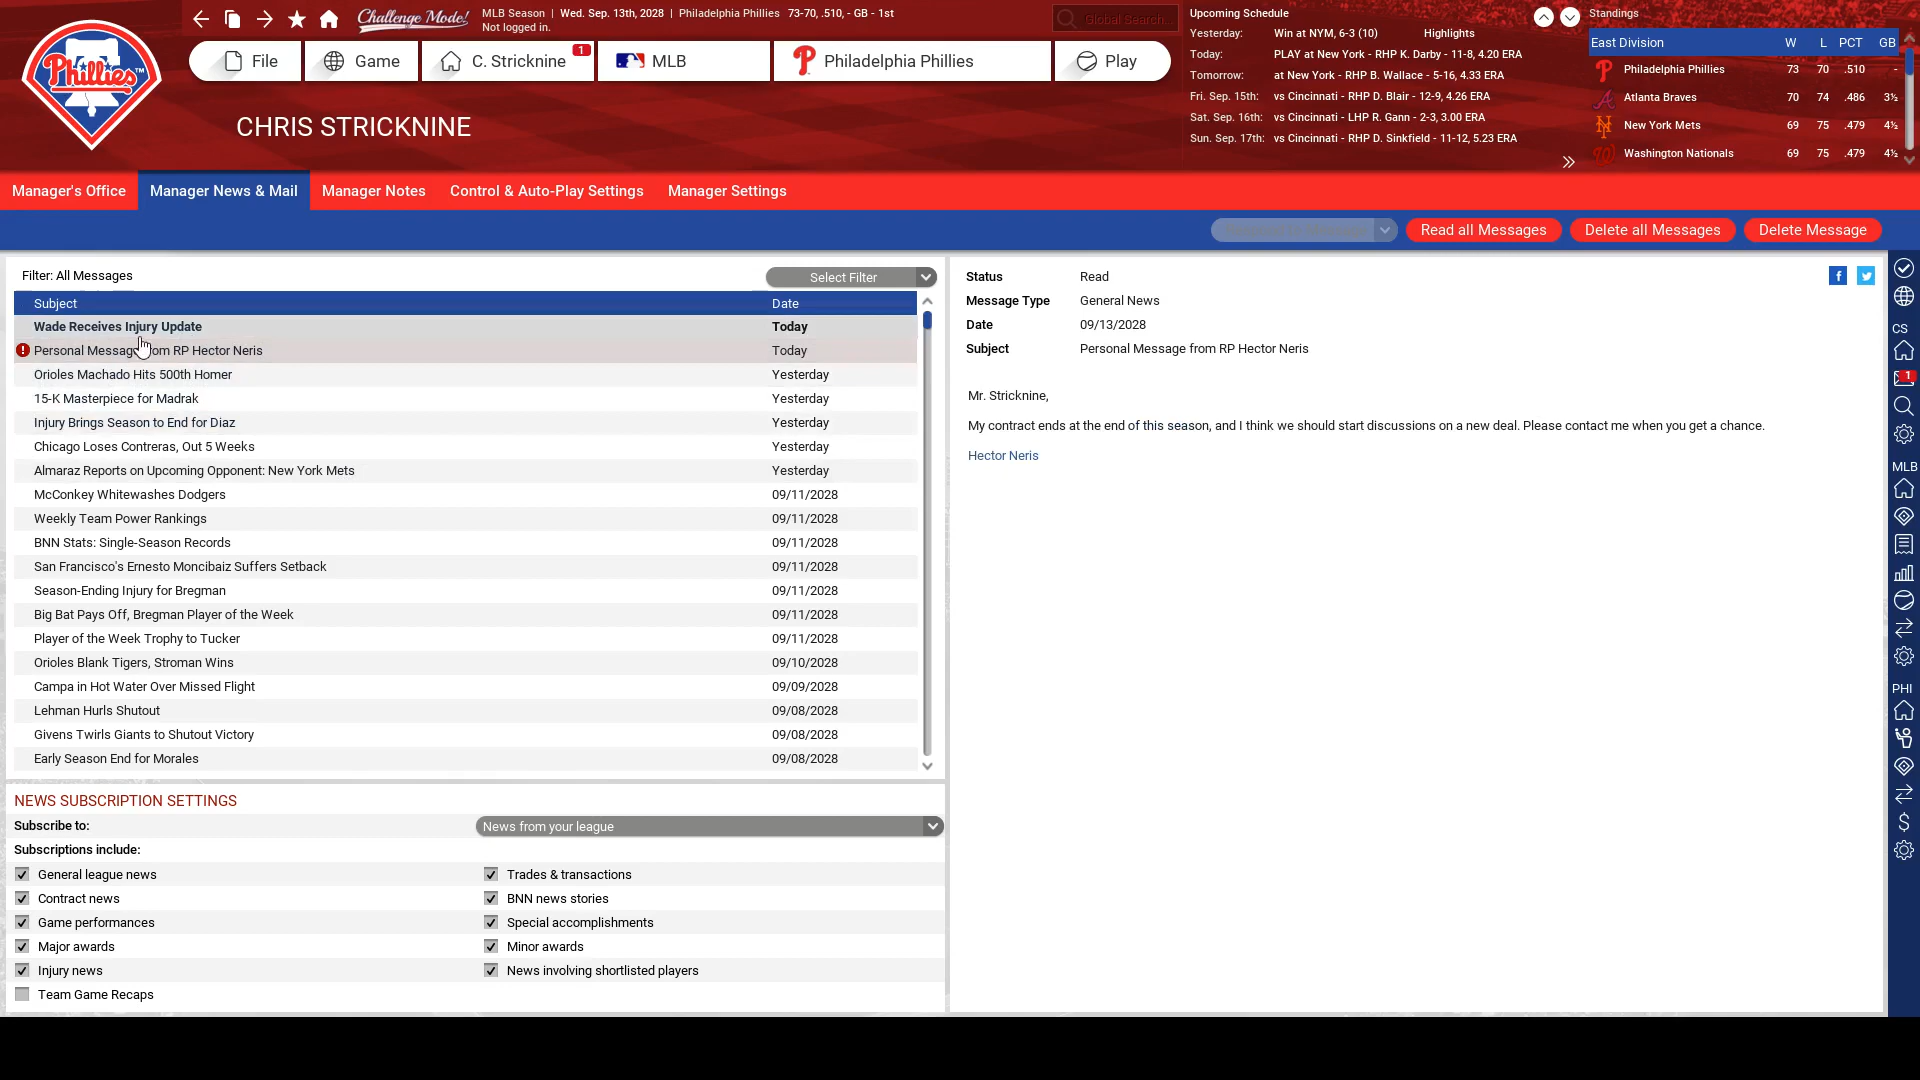 Phillies
Challenge Mode!
MLB Season | Wed. Sep. 13th, 2028 | Philadelphia Phillies 73-70, .510, - GB - 1st
Not logged in.
Global Search...
File
Game
C. Stricknine
1
MLB
Philadelphia Phillies
Play
CHRIS STRICKNINE
Upcoming Schedule
Yesterday: Win at NYM, 6-3 (10) Highlights
Today: PLAY at New York - RHP K. Darby - 11-8, 4.20 ERA
Tomorrow: at New York - RHP B. Wallace - 5-16, 4.33 ERA
Fri. Sep. 15th: vs Cincinnati - RHP D. Blair - 12-9, 4.26 ERA
Sat. Sep. 16th: vs Cincinnati - LHP R. Gann - 2-3, 3.00 ERA
Sun. Sep. 17th: vs Cincinnati - RHP D. Sinkfield - 11-12, 5.23 ERA
Standings
East Division W L PCT GB
Philadelphia Phillies 73 70 .510 -
Atlanta Braves 70 74 .486 3½
New York Mets 69 75 .479 4½
Washington Nationals 69 75 .479 4½
Manager's Office
Manager News & Mail
Manager Notes
Control & Auto-Play Settings
Manager Settings
Read all Messages
Delete all Messages
Delete Message
Filter: All Messages
Select Filter
Subject Date
Wade Receives Injury Update Today
Personal Message from RP Hector Neris Today
Orioles Machado Hits 500th Homer Yesterday
15-K Masterpiece for Madrak Yesterday
Injury Brings Season to End for Diaz Yesterday
Chicago Loses Contreras, Out 5 Weeks Yesterday
Almaraz Reports on Upcoming Opponent: New York Mets Yesterday
McConkey Whitewashes Dodgers 09/11/2028
Weekly Team Power Rankings 09/11/2028
BNN Stats: Single-Season Records 09/11/2028
San Francisco's Ernesto Moncibaiz Suffers Setback 09/11/2028
Season-Ending Injury for Bregman 09/11/2028
Big Bat Pays Off, Bregman Player of the Week 09/11/2028
Player of the Week Trophy to Tucker 09/11/2028
Orioles Blank Tigers, Stroman Wins 09/10/2028
Campa in Hot Water Over Missed Flight 09/09/2028
Lehman Hurls Shutout 09/08/2028
Givens Twirls Giants to Shutout Victory 09/08/2028
Early Season End for Morales 09/08/2028
NEWS SUBSCRIPTION SETTINGS
Subscribe to: News from your league
Subscriptions include:
General league news Trades & transactions
Contract news BNN news stories
Game performances Special accomplishments
Major awards Minor awards
Injury news News involving shortlisted players
Team Game Recaps
Status Read
Message Type General News
Date 09/13/2028
Subject Personal Message from RP Hector Neris
Mr. Stricknine,
My contract ends at the end of this season, and I think we should start discussions on a new deal. Please contact me when you get a chance.
Hector Neris
CS
1
MLB
PHI